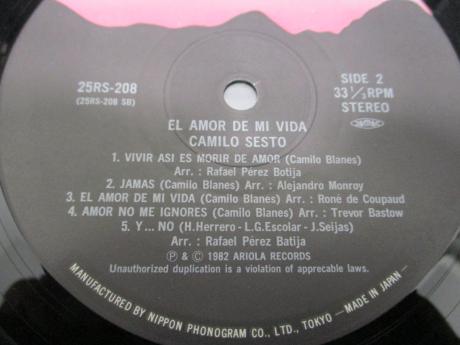 25RS-208
(25RS-208 SB)
SIDE 2
33 1/3 RPM
STEREO
EL AMOR DE MI VIDA
CAMILO SESTO
1. VIVIR ASI ES MORIR DE AMOR (Camilo Blanes)
Arr. : Rafael Pérez Botija
2. JAMAS (Camilo Blanes) Arr. : Alejandro Monroy
3. EL AMOR DE MI VIDA (Camilo Blanes) Arr. : Roné de Coupaud
4. AMOR NO ME IGNORES (Camilo Blanes) Arr. : Trevor Bastow
5. Y... NO (H.Herrero - L.G.Escolar - J.Seijas)
Arr. : Rafael Pérez Batija
Ⓟ & © 1982 ARIOLA RECORDS
Unauthorized duplication is a violation of apprecable laws.
MANUFACTURED BY NIPPON PHONOGRAM CO., LTD., TOKYO -MADE IN JAPAN-